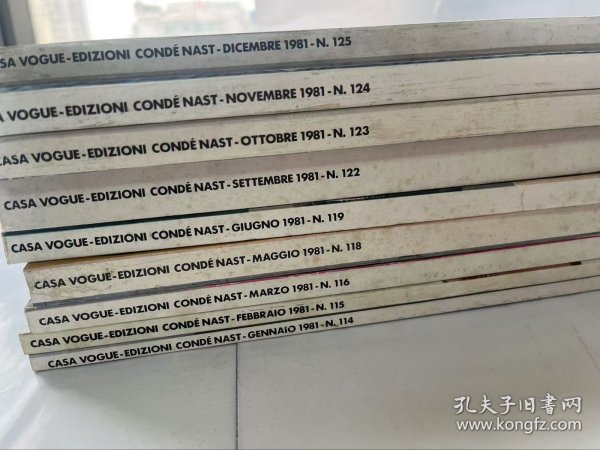 CASA VOGUE-EDIZIONI CONDÉ NAST-DICEMBRE 1981-N. 125
CASA VOGUE-EDIZIONI CONDÉ NAST-NOVEMBRE 1981-N. 124
CASA VOGUE-EDIZIONI CONDÉ NAST-OTTOBRE 1981-N. 123
CASA VOGUE-EDIZIONI CONDÉ NAST-SETTEMBRE 1981-N. 122
CASA VOGUE-EDIZIONI CONDÉ NAST-GIUGNO 1981-N. 119
CASA VOGUE-EDIZIONI CONDÉ NAST-MAGGIO 1981-N. 118
CASA VOGUE-EDIZIONI CONDÉ NAST-MARZO 1981-N. 116
CASA VOGUE-EDIZIONI CONDÉ NAST-FEBBRAIO 1981-N. 115
CASA VOGUE-EDIZIONI CONDÉ NAST-GENNAIO 1981-N. 114
孔夫子旧书网
www.kongfz.com